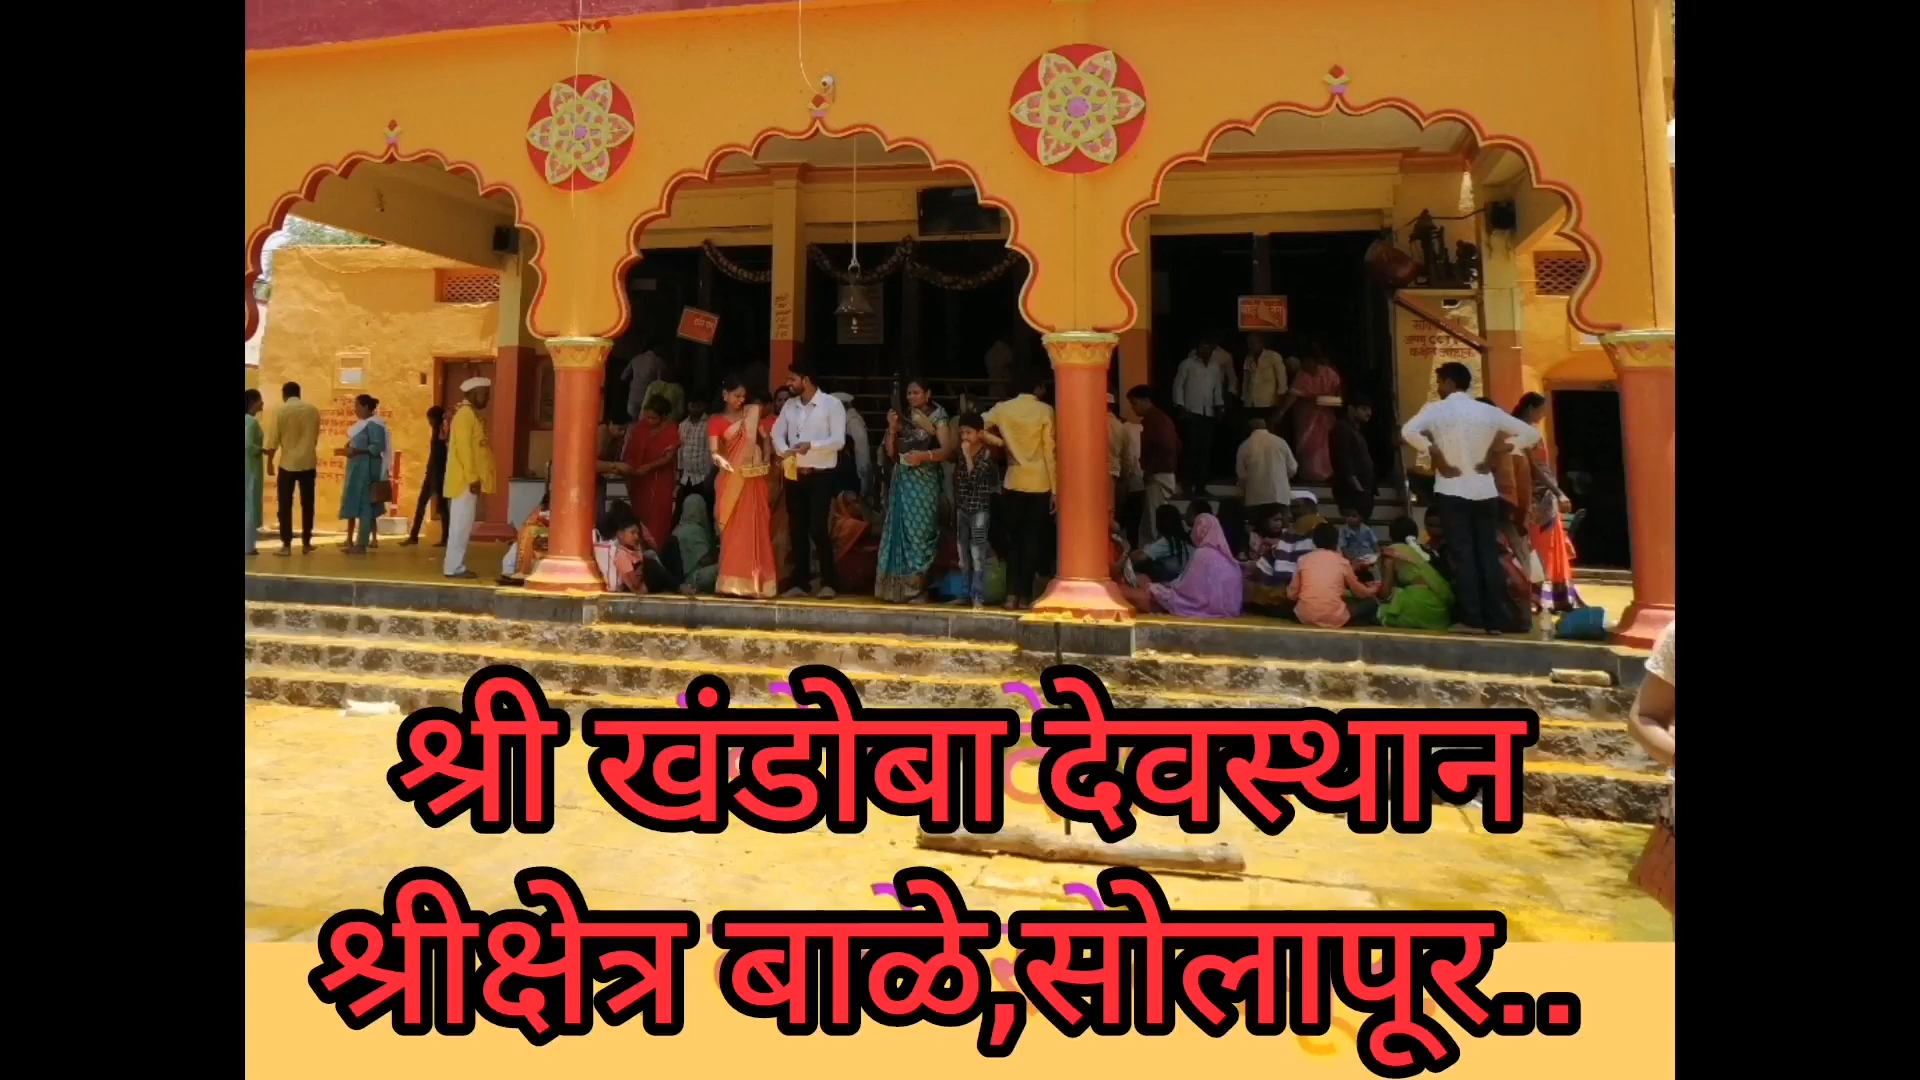 श्री खंडोबा देवस्थान
श्रीक्षेत्र बाळे,सोलापूर..